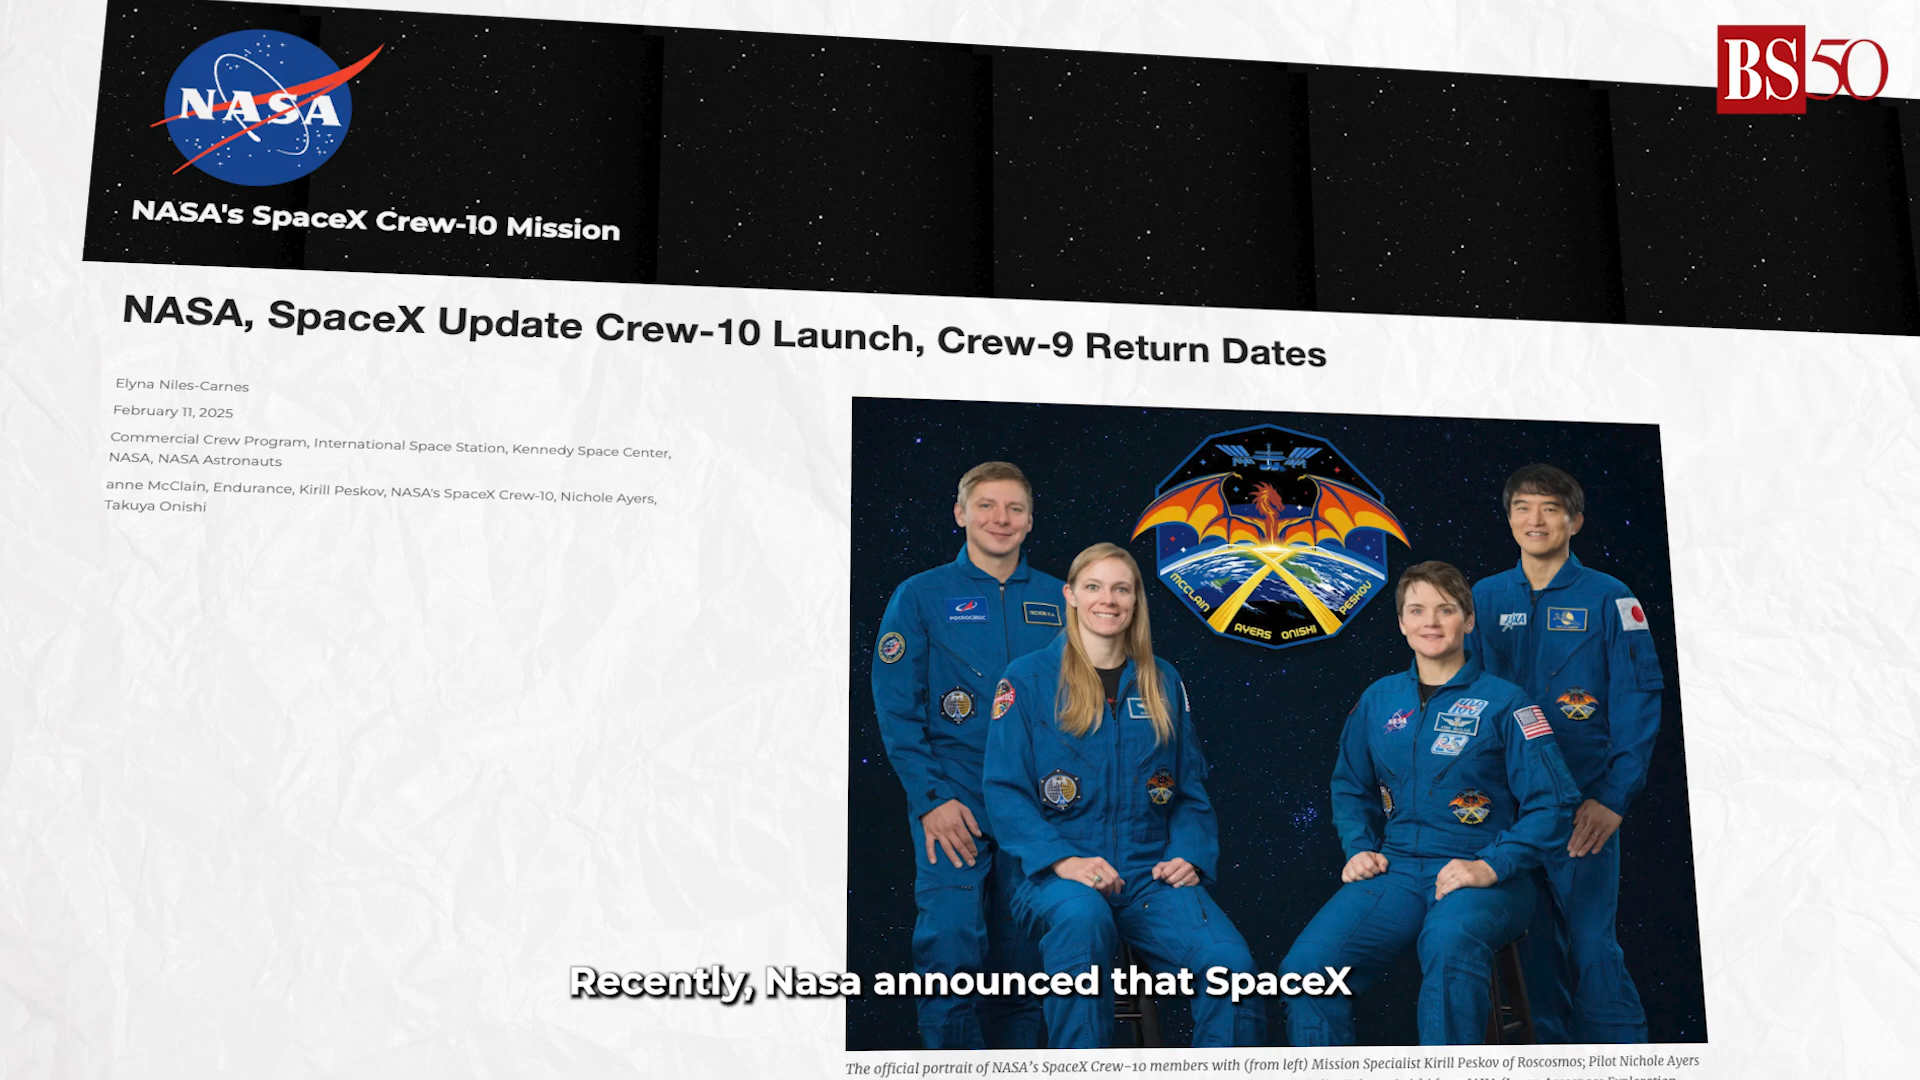 NASA
BS50
NASA's SpaceX Crew-10 Mission
NASA, SpaceX Update Crew-10 Launch, Crew-9 Return Dates
Elyna Niles-Carnes
February 11, 2025
Commercial Crew Program, International Space Station, Kennedy Space Center,
NASA, NASA Astronauts
anne McClain, Endurance, Kirill Peskov, NASA's SpaceX Crew-10, Nichole Ayers,
Takuya Onishi
MCCLAIN
AYERS ONISHI
PESKOV
РОСКОСМОС
JAXA
NASA
Recently, Nasa announced that SpaceX
The official portrait of NASA's SpaceX Crew-10 members with (from left) Mission Specialist Kirill Peskov of Roscosmos; Pilot Nichole Ayers